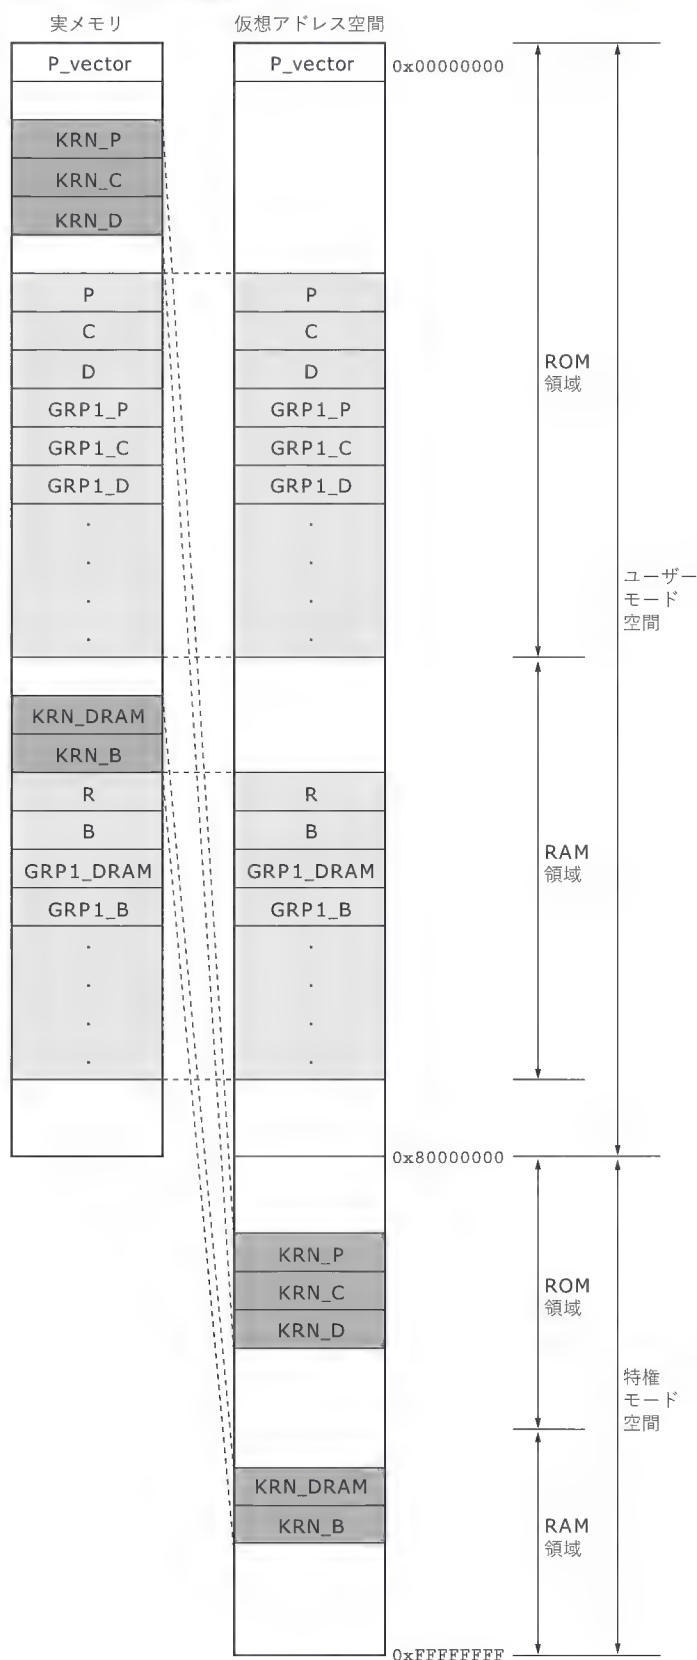 実メモリ
P_vector
KRN_P
KRN_C
KRN_D
P
C
D
GRP1_P
GRP1_C
GRP1_D
.
.
.
.
KRN_DRAM
KRN_B
R
B
GRP1_DRAM
GRP1_B
.
.
.
.
仮想アドレス空間
P_vector
P
C
D
GRP1_P
GRP1_C
GRP1_D
.
.
.
.
R
B
GRP1_DRAM
GRP1_B
.
.
.
.
KRN_P
KRN_C
KRN_D
KRN_DRAM
KRN_B
0x00000000
0x80000000
0xFFFFFFFF
ROM
領域
RAM
領域
ROM
領域
RAM
領域
ユーザー
モード
空間
特権
モード
空間